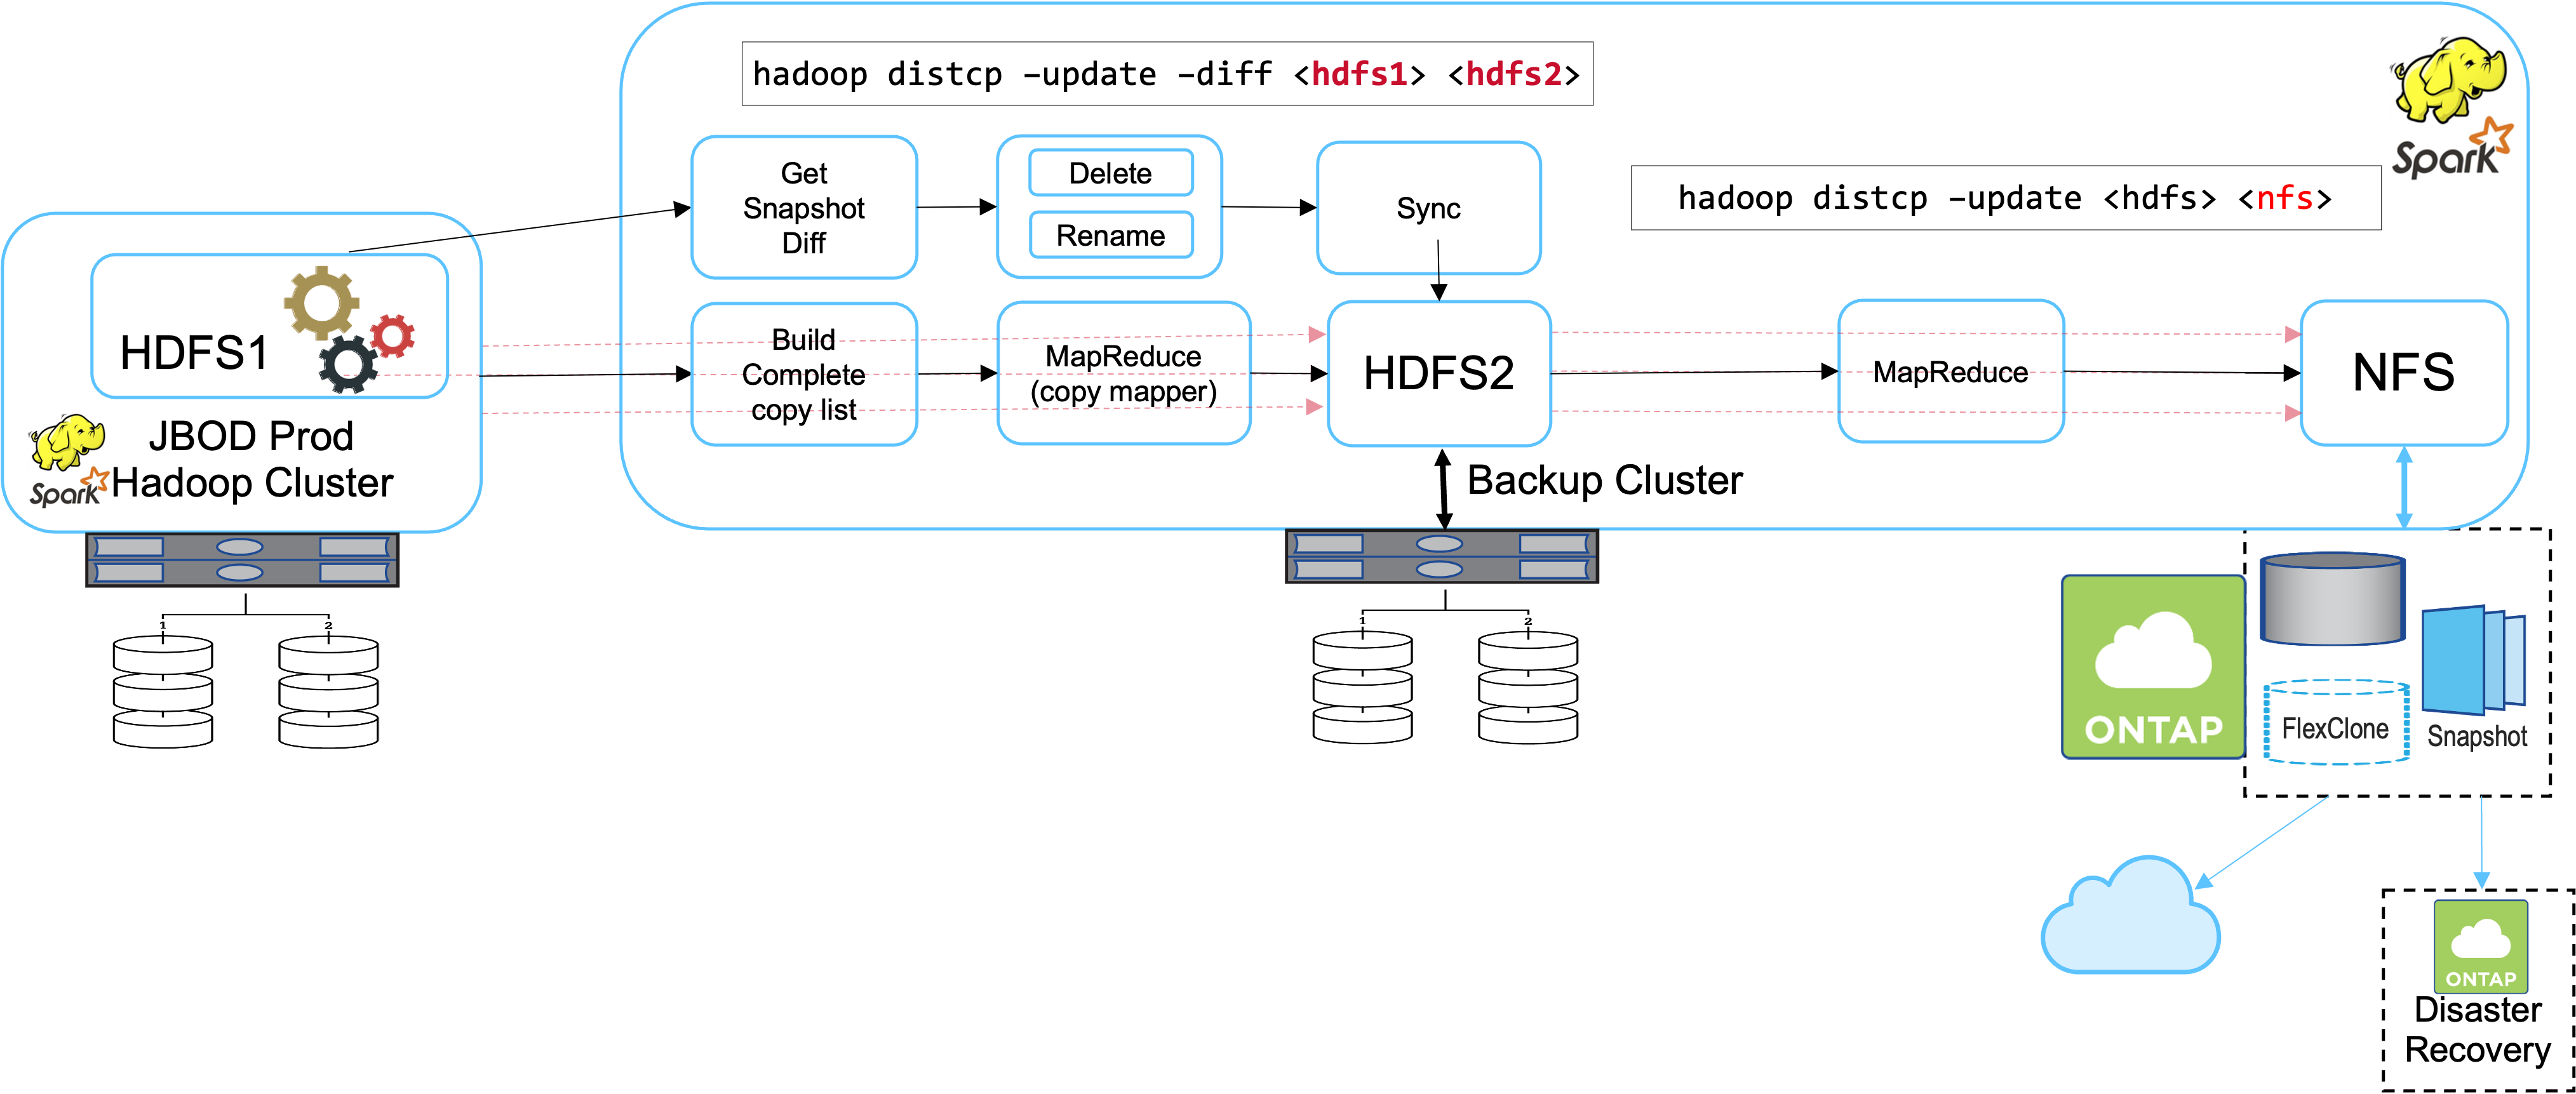 hadoop distcp –update –diff <hdfs1> <hdfs2>
Spark
hadoop distcp –update <hdfs> <nfs>
Get
Snapshot
Diff
Delete
Rename
Sync
HDFS1
JBOD Prod
Hadoop Cluster
Spark
Build
Complete
copy list
MapReduce
(copy mapper)
HDFS2
MapReduce
NFS
Backup Cluster
1
2
1
2
ONTAP
FlexClone
Snapshot
ONTAP
Disaster
Recovery